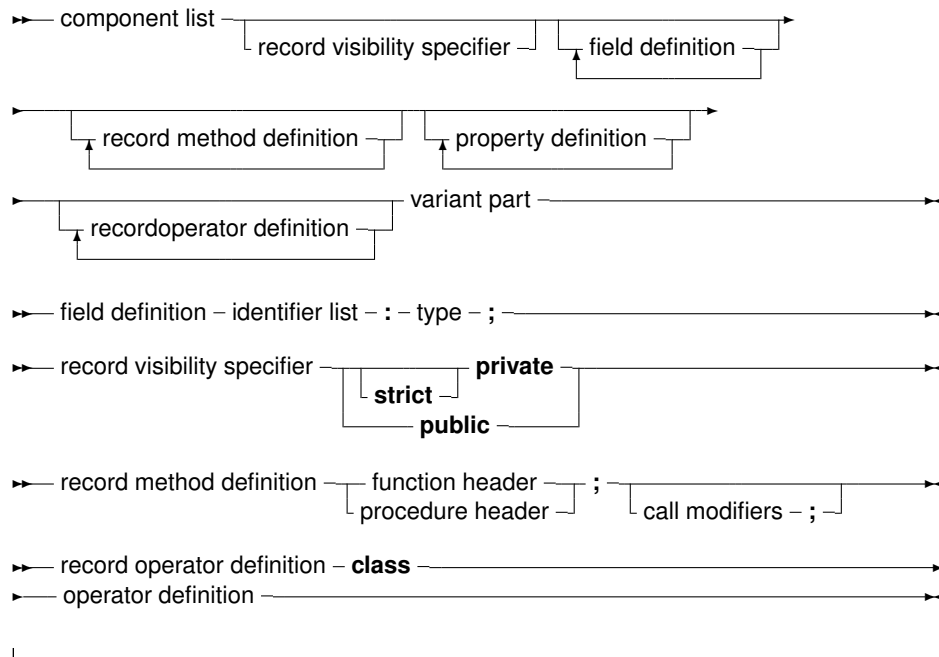 component list
record visibility specifier field definition
record method definition property definition
variant part
recordoperator definition
field definition identifier list : type ;
record visibility specifier private
strict
public
record method definition function header ;
procedure header call modifiers ;
record operator definition class
operator definition